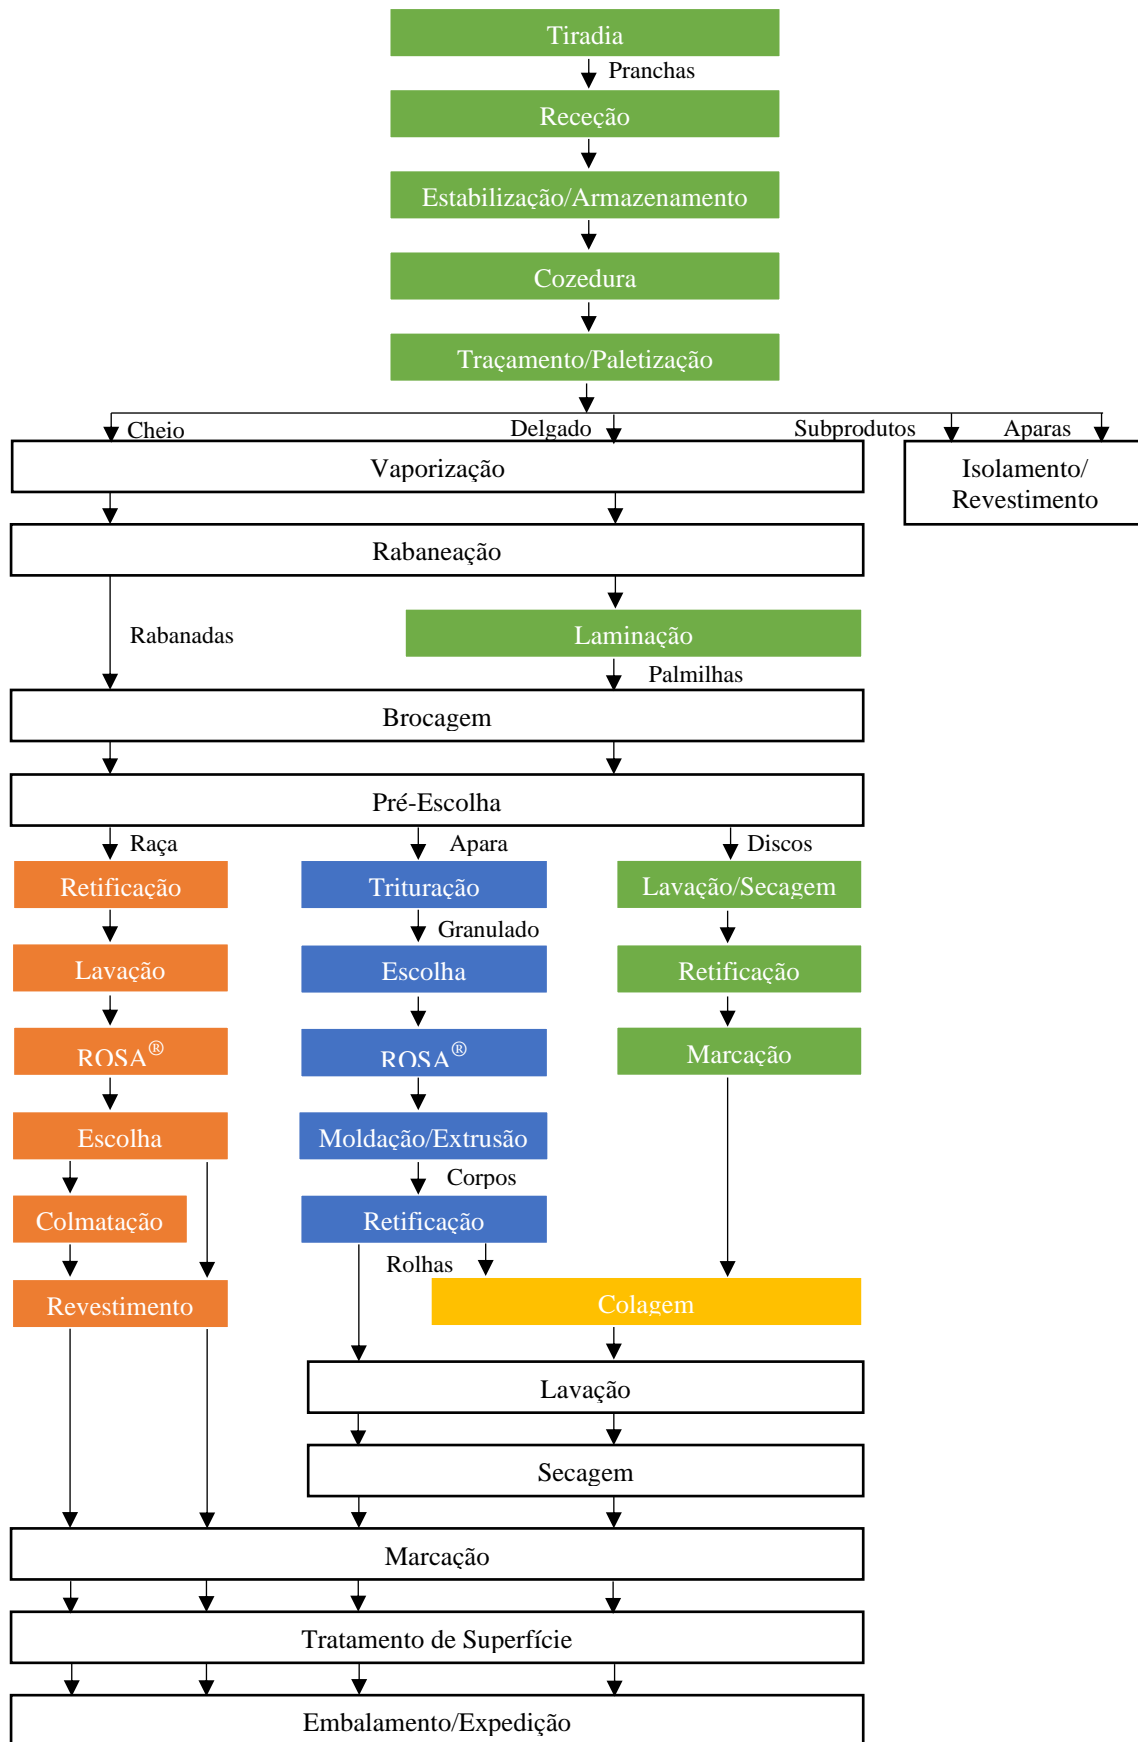 Tiradia
Pranchas
Receção
Estabilização/Armazenamento
Cozedura
Traçamento/Paletização
Cheio
Delgado
Subprodutos
Aparas
Vaporização
Isolamento/
Revestimento
Rabaneação
Rabanadas
Laminação
Palmilhas
Brocagem
Pré-Escolha
Raça
Apara
Discos
Retificação
Trituração
Lavação/Secagem
Granulado
Lavação
Escolha
Retificação
ROSA®
ROSA®
Marcação
Escolha
Moldação/Extrusão
Corpos
Colmatação
Retificação
Rolhas
Revestimento
Colagem
Lavação
Secagem
Marcação
Tratamento de Superfície
Embalamento/Expedição